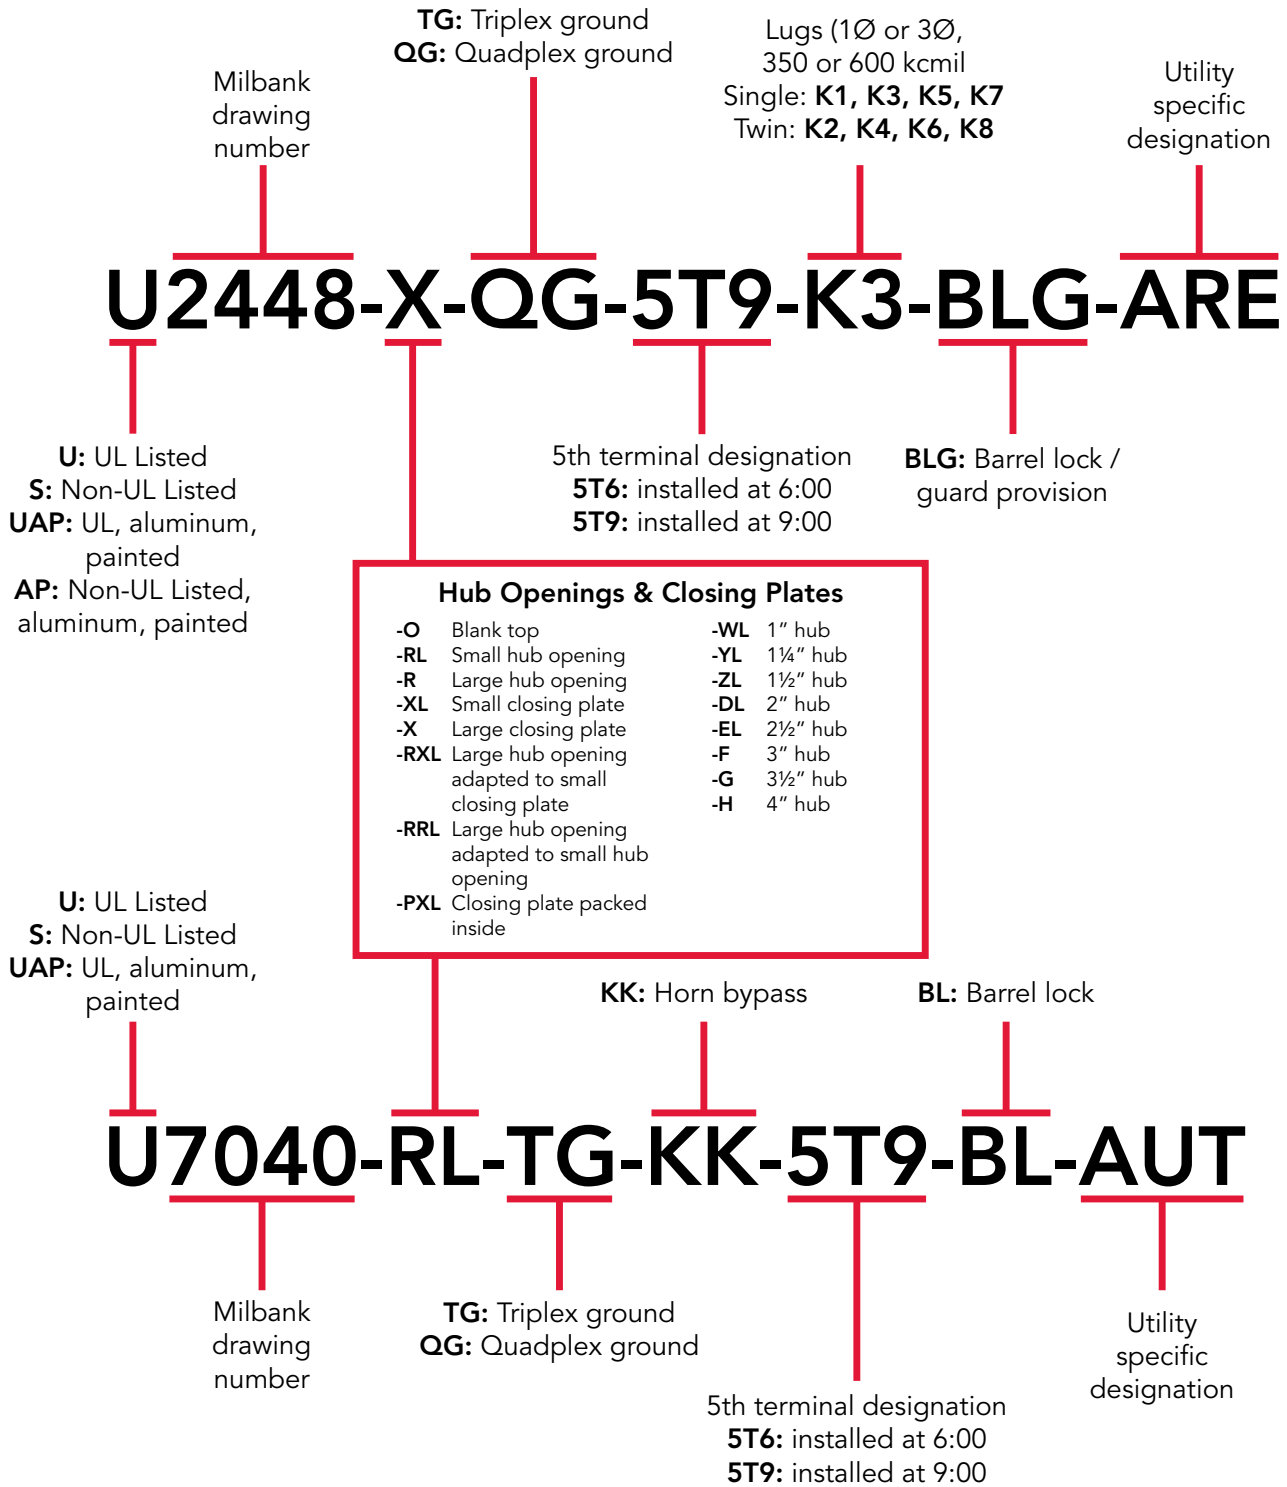 TG: Triplex ground
QG: Quadplex ground
Lugs (1Ø or 3Ø,
350 or 600 kcmil
Single: K1, K3, K5, K7
Twin: K2, K4, K6, K8
Milbank
drawing
number
Utility
specific
designation
U2448-X-QG-5T9-K3-BLG-ARE
U: UL Listed
S: Non-UL Listed
UAP: UL, aluminum,
painted
AP: Non-UL Listed,
aluminum, painted
5th terminal designation
5T6: installed at 6:00
5T9: installed at 9:00
BLG: Barrel lock /
guard provision
Hub Openings & Closing Plates
-O Blank top
-RL Small hub opening
-R Large hub opening
-XL Small closing plate
-X Large closing plate
-RXL Large hub opening
adapted to small
closing plate
-RRL Large hub opening
adapted to small hub
opening
-PXL Closing plate packed
inside
-WL 1” hub
-YL 1¼” hub
-ZL 1½” hub
-DL 2” hub
-EL 2½” hub
-F 3” hub
-G 3½” hub
-H 4” hub
U: UL Listed
S: Non-UL Listed
UAP: UL, aluminum,
painted
KK: Horn bypass
BL: Barrel lock
U7040-RL-TG-KK-5T9-BL-AUT
Milbank
drawing
number
TG: Triplex ground
QG: Quadplex ground
5th terminal designation
5T6: installed at 6:00
5T9: installed at 9:00
Utility
specific
designation